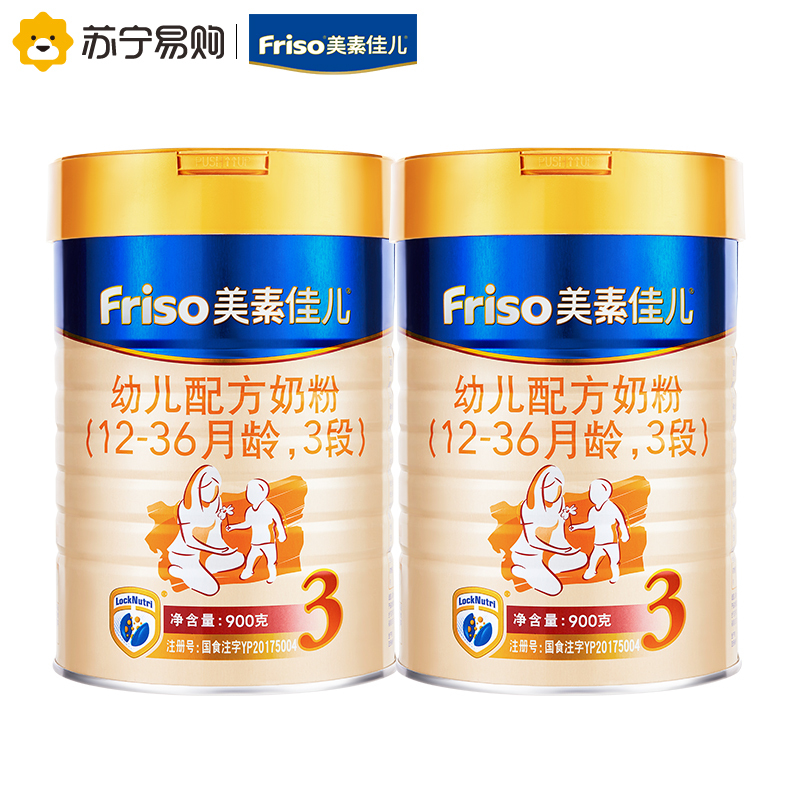 苏宁易购 | Friso美素佳儿
PUSH
Friso美素佳儿®
幼儿配方奶粉
(12-36月龄,3段)
LockNutri
®
净含量:900克
3
注册号:国食注字YP20175004
Friso美素佳儿®
幼儿配方奶粉
(12-36月龄,3段)
LockNutri
®
净含量:900克
3
注册号:国食注字YP20175004